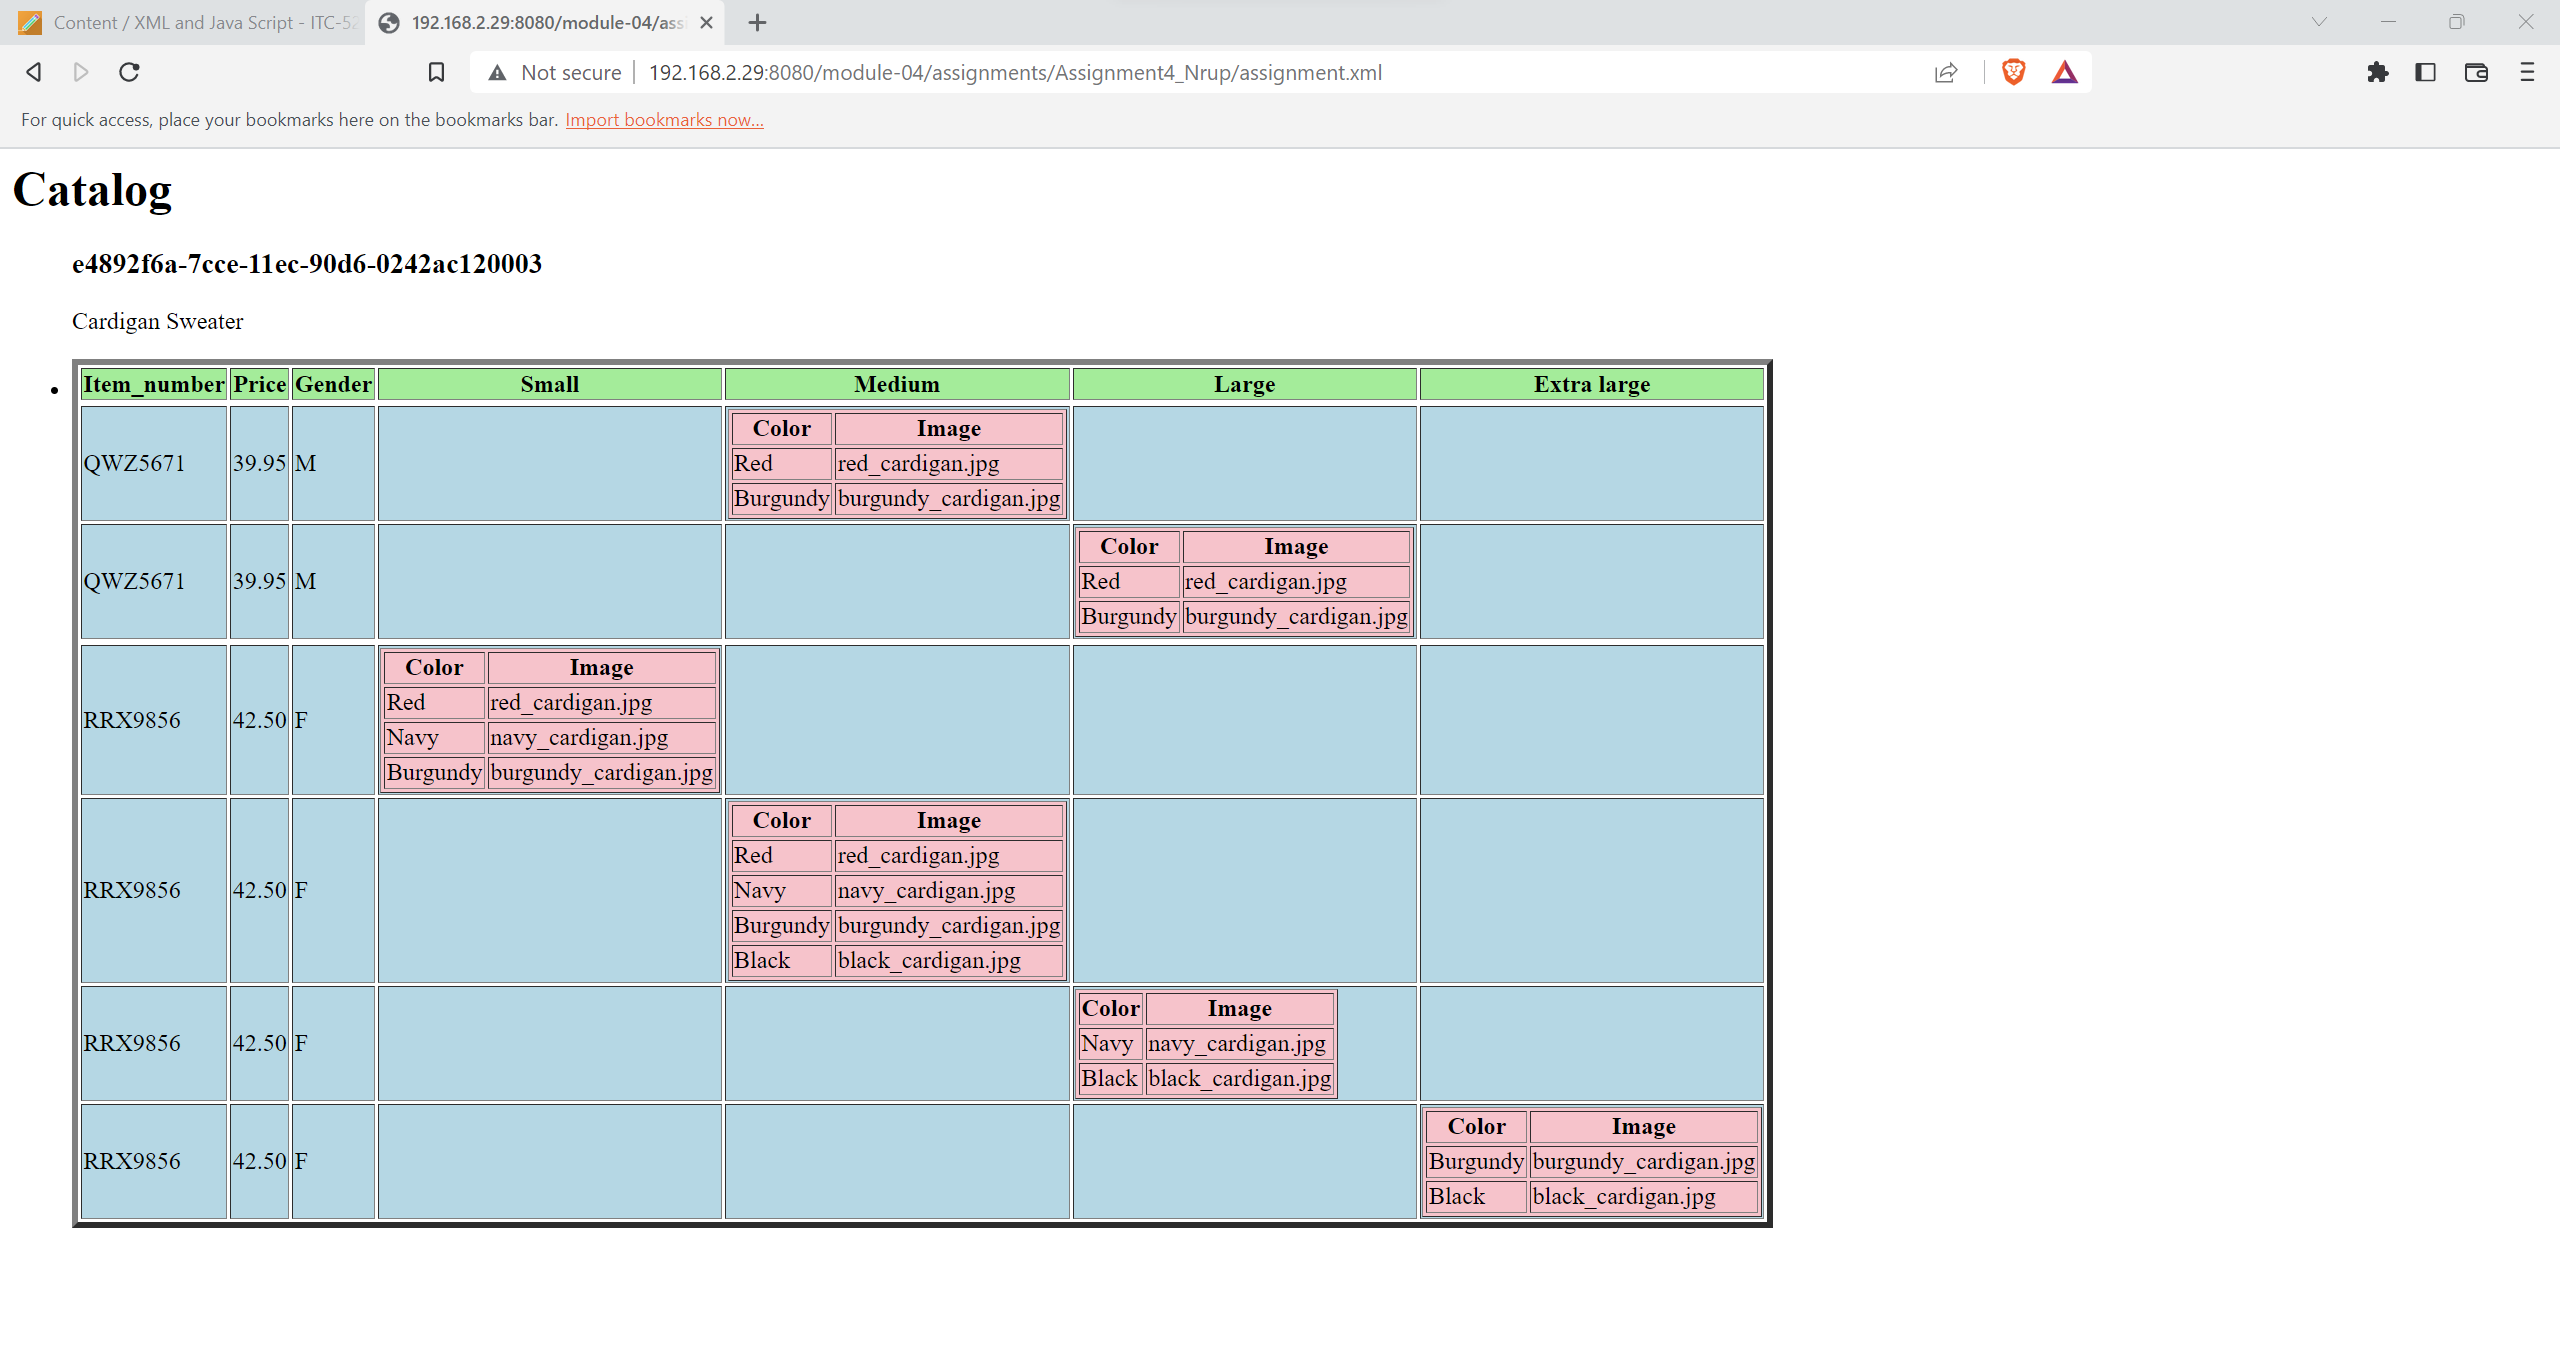 Content / XML and Java Script - ITC-52
192.168.2.29:8080/module-04/ass
Not secure
192.168.2.29:8080/module-04/assignments/Assignment4_Nrup/assignment.xml
For quick access, place your bookmarks here on the bookmarks bar. Import bookmarks now...
Catalog
e4892f6a-7cce-11ec-90d6-0242ac120003
Cardigan Sweater
Item_number Price Gender Small Medium Large Extra large
Color Image
Red red_cardigan.jpg
QWZ5671 39.95 M
Burgundy burgundy_cardigan.jpg
Color Image
QWZ5671 39.95 M Red red_cardigan.jpg
Burgundy burgundy_cardigan.jpg
Color Image
Red red_cardigan.jpg
RRX9856 42.50 F
Navy navy_cardigan.jpg
Burgundy burgundy_cardigan.jpg
Color Image
Red red_cardigan.jpg
RRX9856 42.50 F Navy navy_cardigan.jpg
Burgundy burgundy_cardigan.jpg
Black black_cardigan.jpg
Color Image
RRX9856 42.50 F Navy navy_cardigan.jpg
Black black_cardigan.jpg
Color Image
RRX9856 42.50 F Burgundy burgundy_cardigan.jpg
Black black_cardigan.jpg